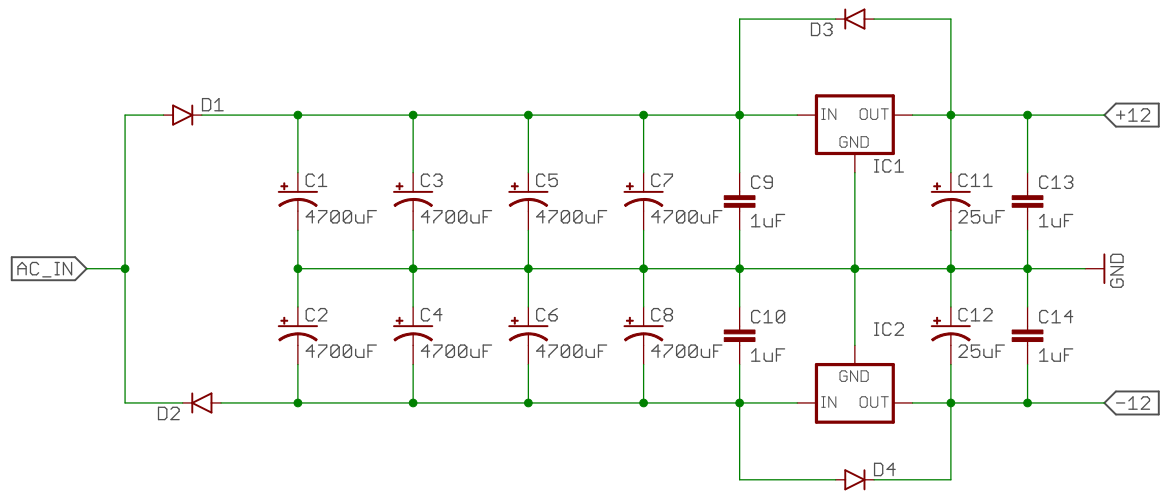 D3
D1
IN
OUT
+12
GND
IC1
C1
C3
C5
C7
C9
C11
C13
4700uF
4700uF
4700uF
4700uF
1uF
25uF
1uF
AC_IN
GND
C2
C4
C6
C8
C10
IC2
C12
C14
4700uF
4700uF
4700uF
4700uF
1uF
25uF
1uF
GND
IN
OUT
-12
D2
D4